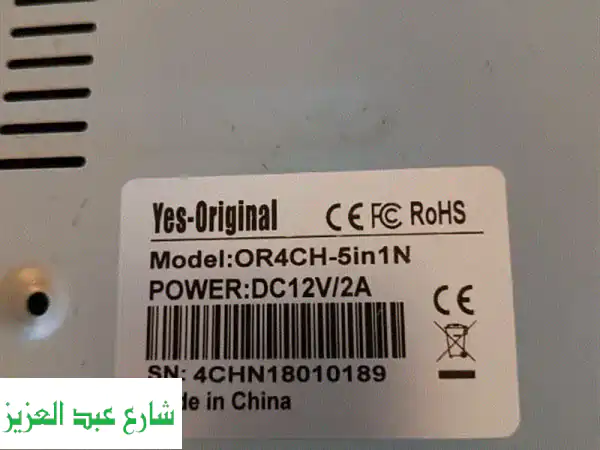 Yes-Original CE FC RoHS
Model:OR4CH-5in1N
POWER:DC12V/2A
CE
SN: 4CHN18010189
de in China
شارع عبد العزيز